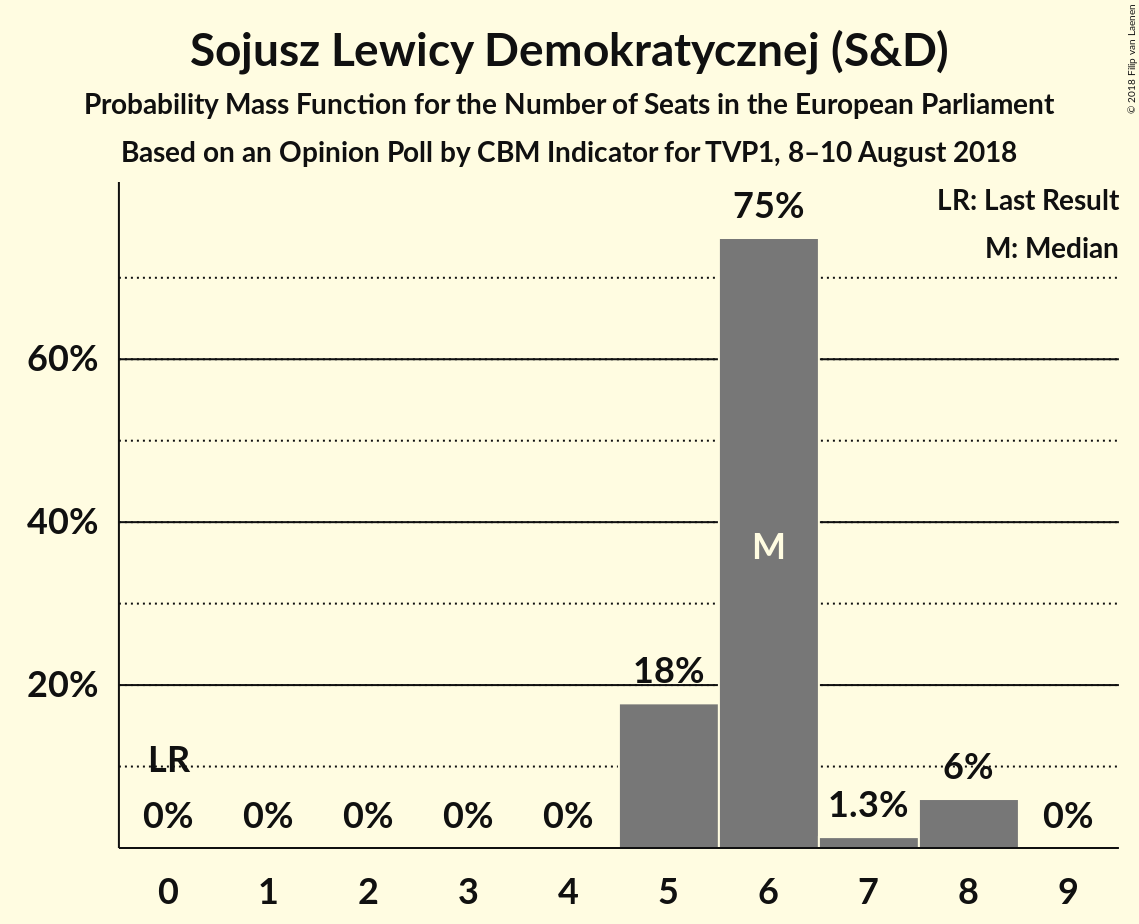 Sojusz Lewicy Demokratycznej (S&D)
Probability Mass Function for the Number of Seats in the European Parliament
Based on an Opinion Poll by CBM Indicator for TVP1, 8–10 August 2018
© 2018 Filip van Laenen
LR: Last Result
M: Median
75%
60%
40%
M
20%
18%
LR
0%
0%
0%
0%
0%
1.3%
6%
0%
0 1 2 3 4 5 6 7 8 9